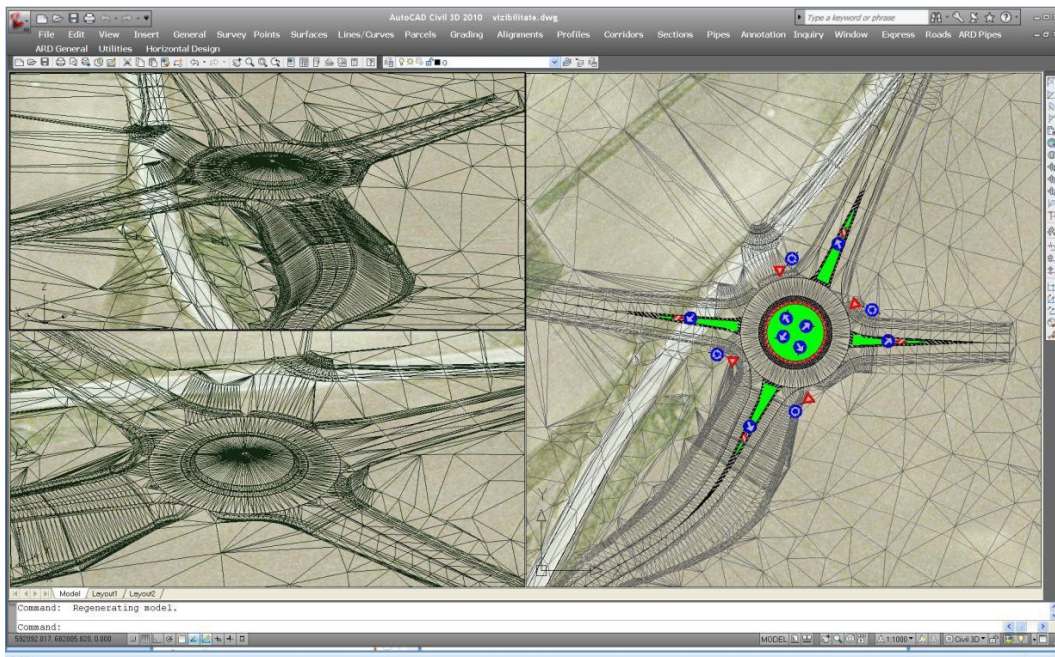 AutoCAD Civil 3D 2010 vizibilitate.dwg
Type a keyword or phrase
File Edit View Insert General Survey Points Surfaces Lines/Curves Parcels Grading Alignments Profiles Corridors Sections Pipes Annotation Inquiry Window Express Roads ARD Pipes
ARD General Utilities Horizontal Design
0
Z
Y
Model Layout1 Layout2
Command: Regenerating model.
Command:
592092.017, 682085.820, 0.000 MODEL 1:1000 Civil 3D